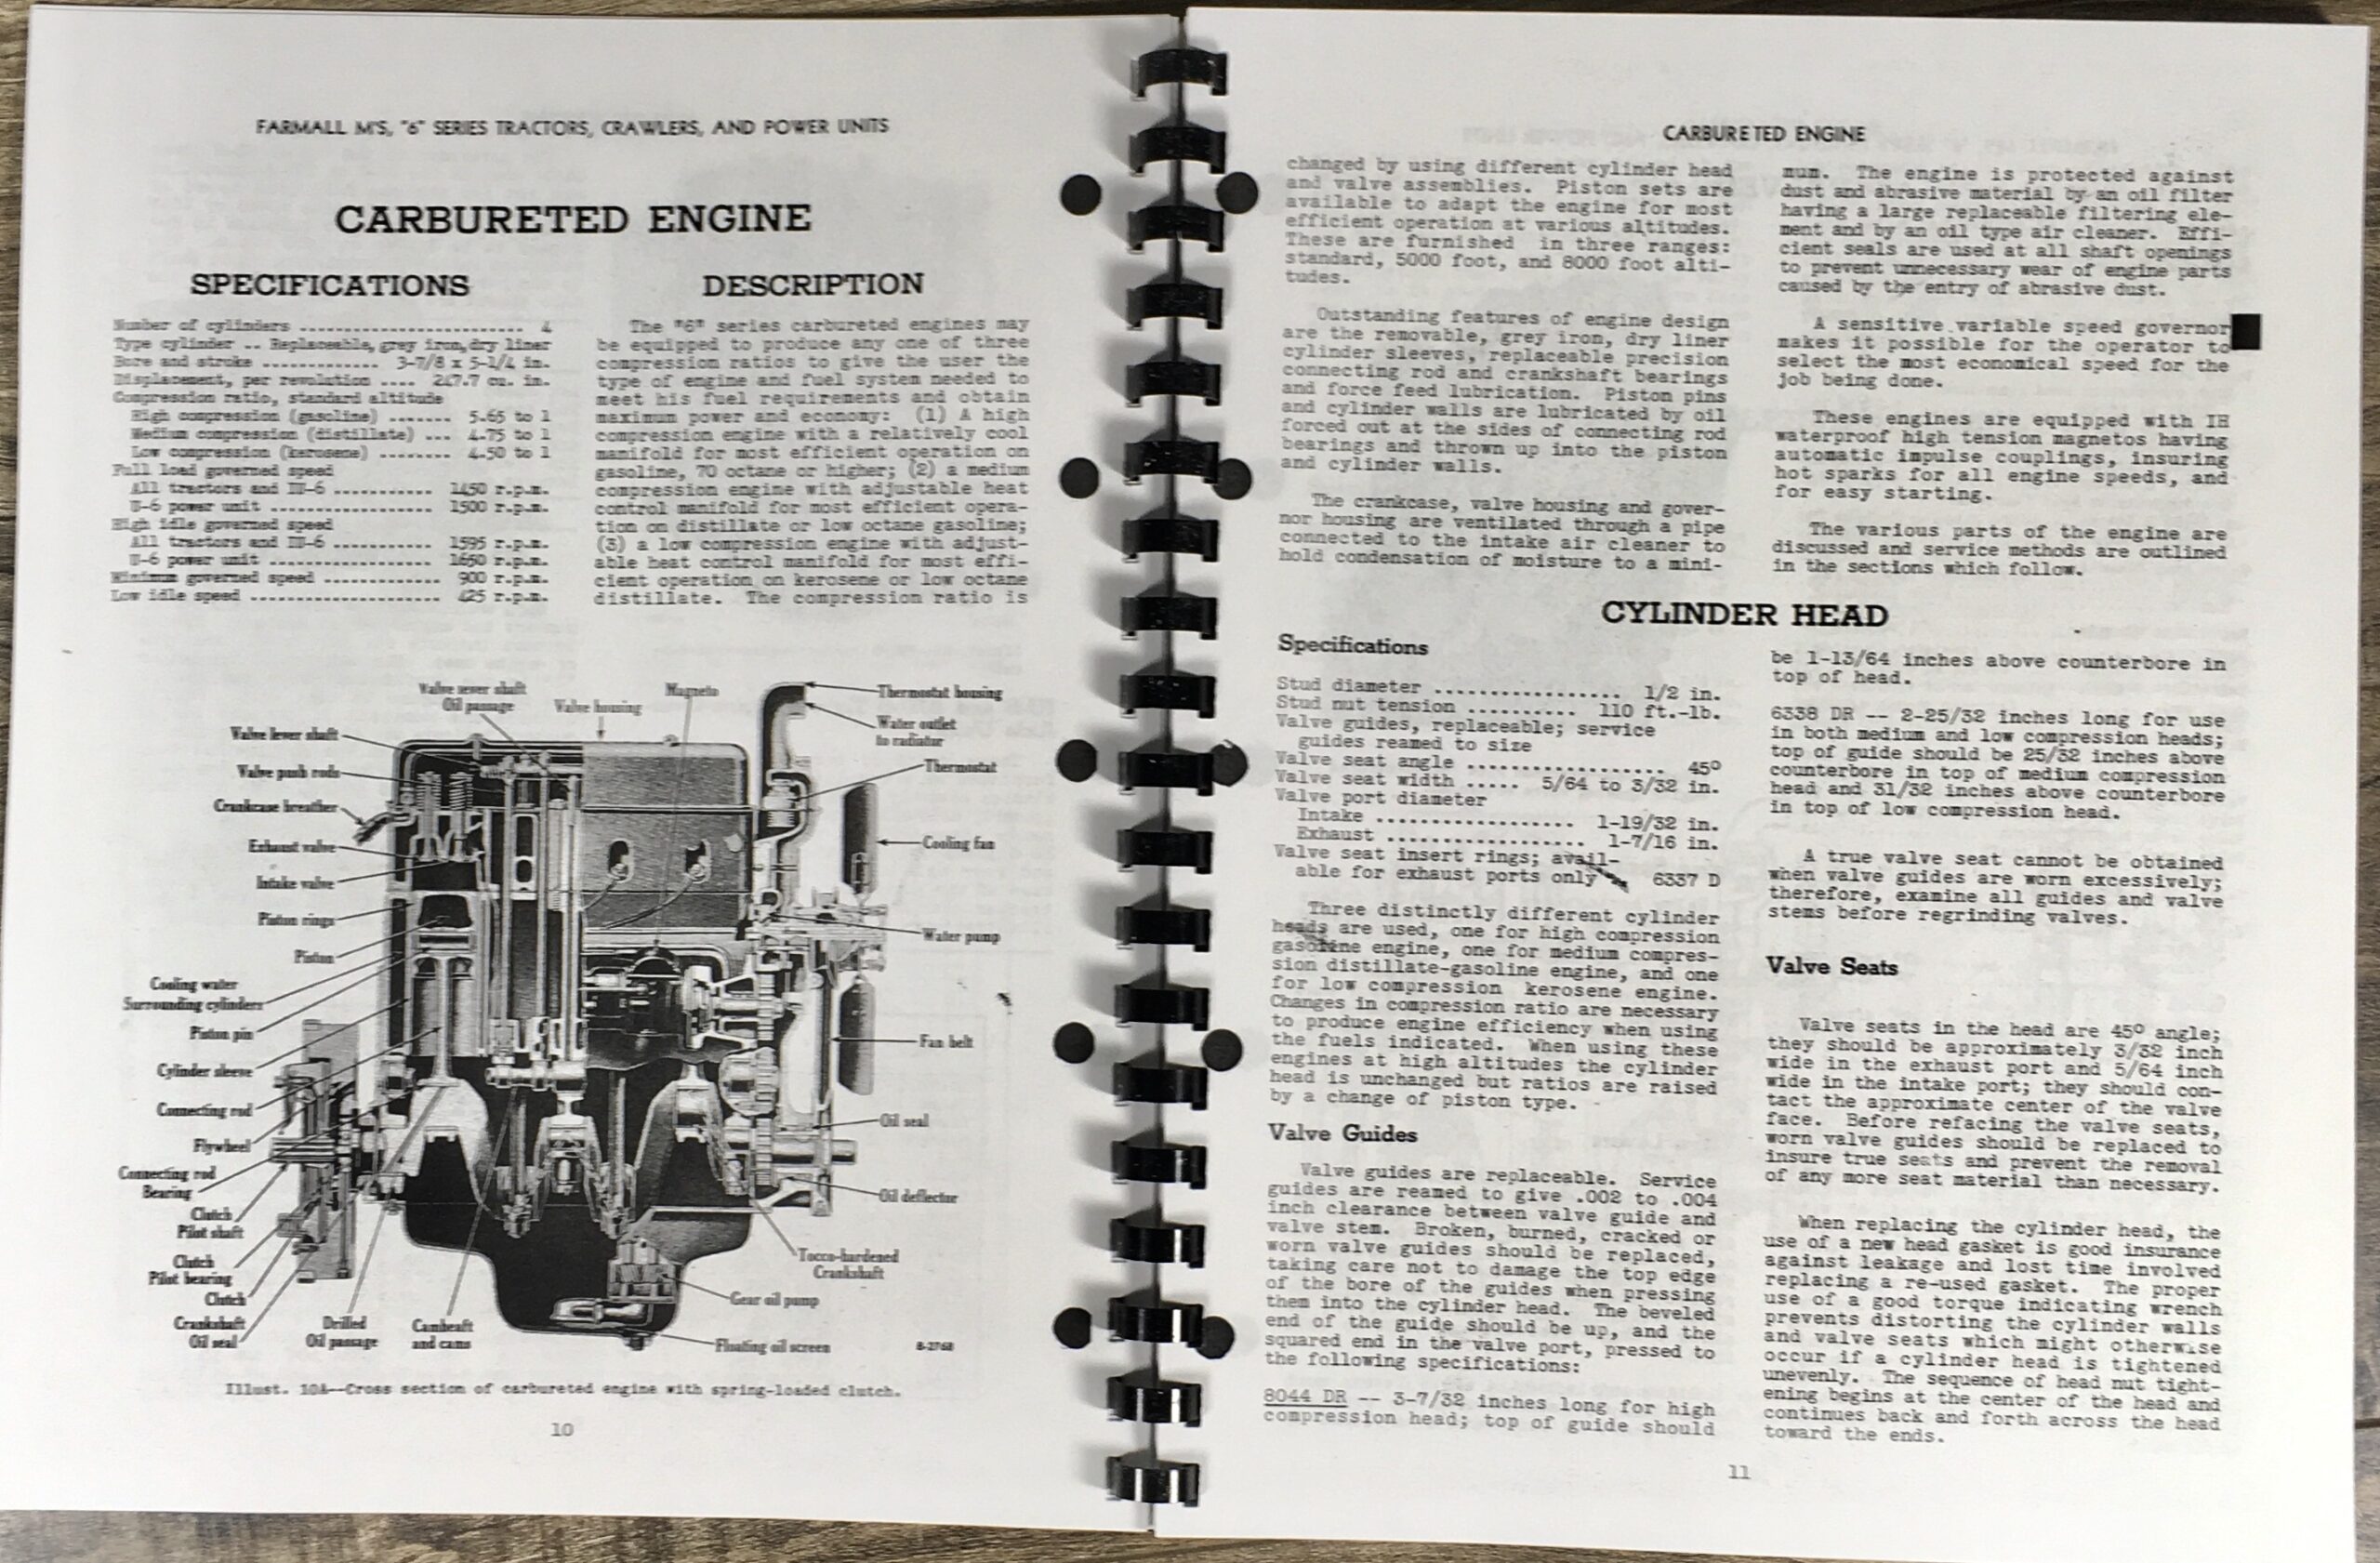 FARMALL M'S, "6" SERIES TRACTORS, CRAWLERS, AND POWER UNITS
CARBURETED ENGINE
SPECIFICATIONS
Number of cylinders ......................... 4
Type cylinder .. Replaceable, grey iron, dry liner
Bore and stroke ............. 3-7/8 x 5-1/4 in.
Displacement, per revolution .... 247.7 cu. in.
Compression ratio, standard altitude
High compression (gasoline) ....... 5.65 to 1
Medium compression (distillate) ... 4.75 to 1
Low compression (kerosene) ........ 4.50 to 1
Full load governed speed
All tractors and IU-6 ........... 1450 r.p.m.
U-6 power unit .................. 1500 r.p.m.
High idle governed speed
All tractors and IU-6 ........... 1595 r.p.m.
U-6 power unit .................. 1650 r.p.m.
Minimum governed speed ............. 900 r.p.m.
Low idle speed ..................... 425 r.p.m.
DESCRIPTION
The "6" series carbureted engines may
be equipped to produce any one of three
compression ratios to give the user the
type of engine and fuel system needed to
meet his fuel requirements and obtain
maximum power and economy: (1) A high
compression engine with a relatively cool
manifold for most efficient operation on
gasoline, 70 octane or higher; (2) a medium
compression engine with adjustable heat
control manifold for most efficient opera-
tion on distillate or low octane gasoline;
(3) a low compression engine with adjust-
able heat control manifold for most effi-
cient operation on kerosene or low octane
distillate. The compression ratio is
Valve lever shaft
Oil passage
Valve housing
Magneto
Thermostat housing
Water outlet
to radiator
Thermostat
Cooling fan
Water pump
Fan belt
Oil seal
Oil deflector
Tocco-hardened
Crankshaft
Gear oil pump
Floating oil screen
Valve lever shaft
Valve push rods
Crankcase breather
Exhaust valve
Intake valve
Piston rings
Piston
Cooling water
Surrounding cylinders
Piston pin
Cylinder sleeve
Connecting rod
Flywheel
Connecting rod
Bearing
Clutch
Pilot shaft
Clutch
Pilot bearing
Clutch
Crankshaft
Oil seal
Drilled
Oil passage
Camshaft
and cams
B-2768
Illust. 10A--Cross section of carbureted engine with spring-loaded clutch.
10
CARBURETED ENGINE
changed by using different cylinder head
and valve assemblies. Piston sets are
available to adapt the engine for most
efficient operation at various altitudes.
These are furnished in three ranges:
standard, 5000 foot, and 8000 foot alti-
tudes.
Outstanding features of engine design
are the removable, grey iron, dry liner
cylinder sleeves, replaceable precision
connecting rod and crankshaft bearings
and force feed lubrication. Piston pins
and cylinder walls are lubricated by oil
forced out at the sides of connecting rod
bearings and thrown up into the piston
and cylinder walls.
The crankcase, valve housing and gover-
nor housing are ventilated through a pipe
connected to the intake air cleaner to
hold condensation of moisture to a mini-
mum. The engine is protected against
dust and abrasive material by an oil filter
having a large replaceable filtering ele-
ment and by an oil type air cleaner. Effi-
cient seals are used at all shaft openings
to prevent unnecessary wear of engine parts
caused by the entry of abrasive dust.
A sensitive variable speed governor
makes it possible for the operator to
select the most economical speed for the
job being done.
These engines are equipped with IH
waterproof high tension magnetos having
automatic impulse couplings, insuring
hot sparks for all engine speeds, and
for easy starting.
The various parts of the engine are
discussed and service methods are outlined
in the sections which follow.
CYLINDER HEAD
Specifications
Stud diameter ................. 1/2 in.
Stud nut tension .......... 110 ft.-lb.
Valve guides, replaceable; service
guides reamed to size
Valve seat angle .................. 45°
Valve seat width ..... 5/64 to 3/32 in.
Valve port diameter
Intake .................. 1-19/32 in.
Exhaust .................. 1-7/16 in.
Valve seat insert rings; avail-
able for exhaust ports only 6337 D
Three distinctly different cylinder
heads are used, one for high compression
gasoline engine, one for medium compres-
sion distillate-gasoline engine, and one
for low compression kerosene engine.
Changes in compression ratio are necessary
to produce engine efficiency when using
the fuels indicated. When using these
engines at high altitudes the cylinder
head is unchanged but ratios are raised
by a change of piston type.
Valve Guides
Valve guides are replaceable. Service
guides are reamed to give .002 to .004
inch clearance between valve guide and
valve stem. Broken, burned, cracked or
worn valve guides should be replaced,
taking care not to damage the top edge
of the bore of the guides when pressing
them into the cylinder head. The beveled
end of the guide should be up, and the
squared end in the valve port, pressed to
the following specifications:
8044 DR -- 3-7/32 inches long for high
compression head; top of guide should
be 1-13/64 inches above counterbore in
top of head.
6338 DR -- 2-25/32 inches long for use
in both medium and low compression heads;
top of guide should be 25/32 inches above
counterbore in top of medium compression
head and 31/32 inches above counterbore
in top of low compression head.
A true valve seat cannot be obtained
when valve guides are worn excessively;
therefore, examine all guides and valve
stems before regrinding valves.
Valve Seats
Valve seats in the head are 45° angle;
they should be approximately 3/32 inch
wide in the exhaust port and 5/64 inch
wide in the intake port; they should con-
tact the approximate center of the valve
face. Before refacing the valve seats,
worn valve guides should be replaced to
insure true seats and prevent the removal
of any more seat material than necessary.
When replacing the cylinder head, the
use of a new head gasket is good insurance
against leakage and lost time involved
replacing a re-used gasket. The proper
use of a good torque indicating wrench
prevents distorting the cylinder walls
and valve seats which might otherwise
occur if a cylinder head is tightened
unevenly. The sequence of head nut tight-
ening begins at the center of the head and
continues back and forth across the head
toward the ends.
11